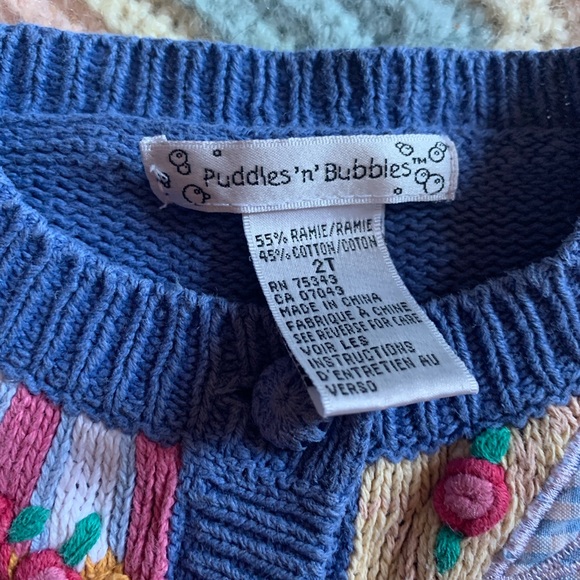 Puddles 'n' Bubbles™
55% RAMIE/RAMIE
45% COTTON/COTON
2T
RN 75343
CA 07043
MADE IN CHINA
FABRIQUE À CHINE
SEE REVERSE FOR CARE
VOIR LES
INSTRUCTIONS
D'ENTRETIEN AU
VERSO